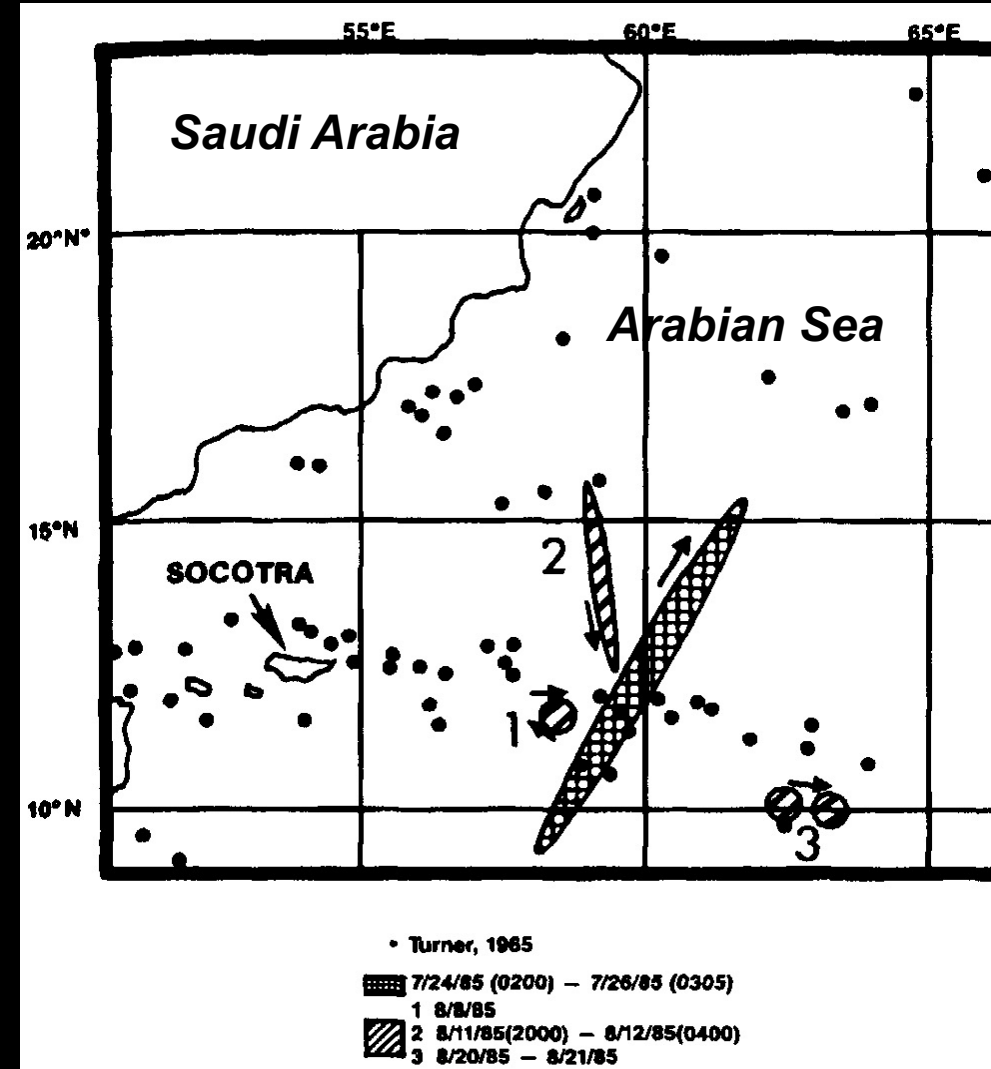 55°E 60°E 65°E
Saudi Arabia
20°N
Arabian Sea
15°N
2
SOCOTRA
1
10°N
3
• Turner, 1965
7/24/85 (0200) – 7/26/85 (0305)
1 8/8/85
2 8/11/85(2000) – 8/12/85(0400)
3 8/20/85 – 8/21/85